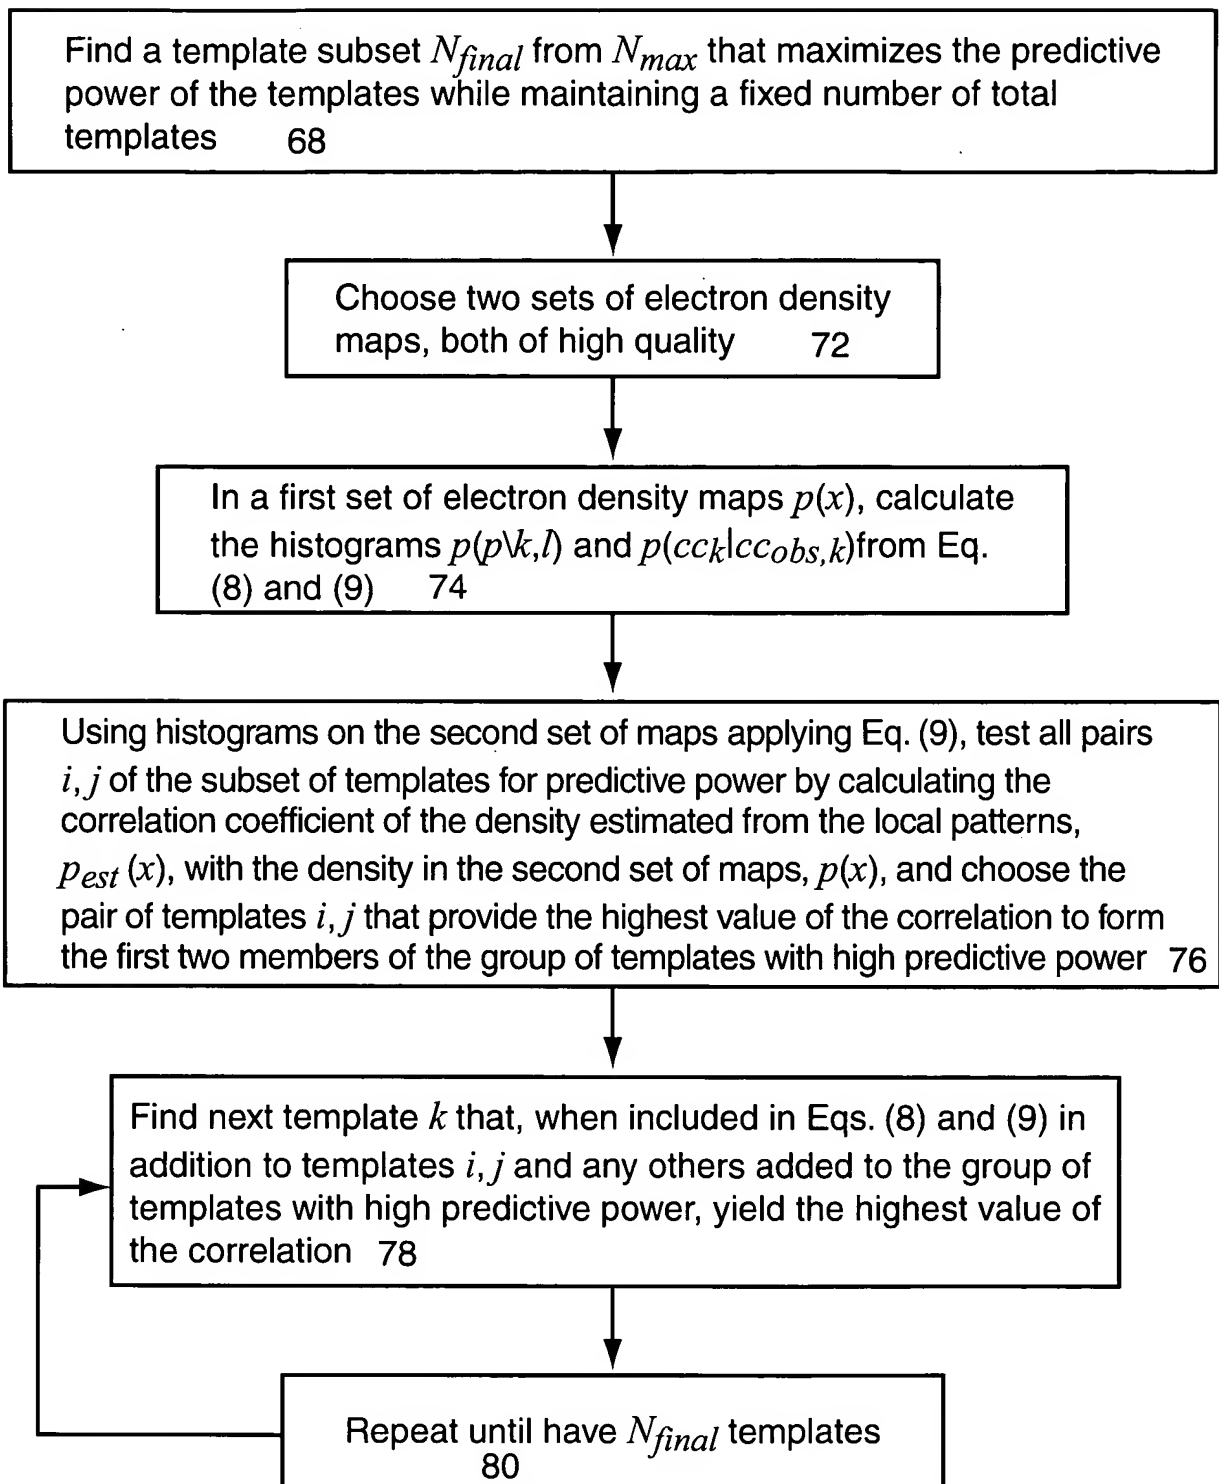 Find a template subset Nfinal from Nmax that maximizes the predictive
power of the templates while maintaining a fixed number of total
templates 68
Choose two sets of electron density
maps, both of high quality 72
In a first set of electron density maps p(x), calculate
the histograms p(p\k,l) and p(cck|ccobs,k)from Eq.
(8) and (9) 74
Using histograms on the second set of maps applying Eq. (9), test all pairs
i,j of the subset of templates for predictive power by calculating the
correlation coefficient of the density estimated from the local patterns,
pest (x), with the density in the second set of maps, p(x), and choose the
pair of templates i,j that provide the highest value of the correlation to form
the first two members of the group of templates with high predictive power 76
Find next template k that, when included in Eqs. (8) and (9) in
addition to templates i,j and any others added to the group of
templates with high predictive power, yield the highest value of
the correlation 78
Repeat until have Nfinal templates
80